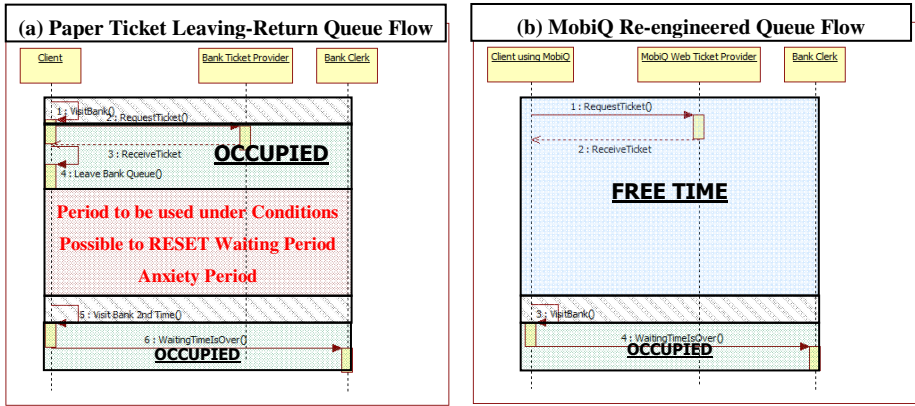 (a) Paper Ticket Leaving-Return Queue Flow
Client
Bank Ticket Provider
Bank Clerk
1 : VisitBank()
2 : RequestTicket()
3 : ReceiveTicket
OCCUPIED
4 : Leave Bank Queue()
Period to be used under Conditions
Possible to RESET Waiting Period
Anxiety Period
5 : Visit Bank 2nd Time()
6 : WaitingTimeIsOver()
OCCUPIED
(b) MobiQ Re-engineered Queue Flow
Client using MobiQ
MobiQ Web Ticket Provider
Bank Clerk
1 : RequestTicket()
2 : ReceiveTicket
FREE TIME
3 : VisitBank()
4 : WaitingTimeIsOver()
OCCUPIED